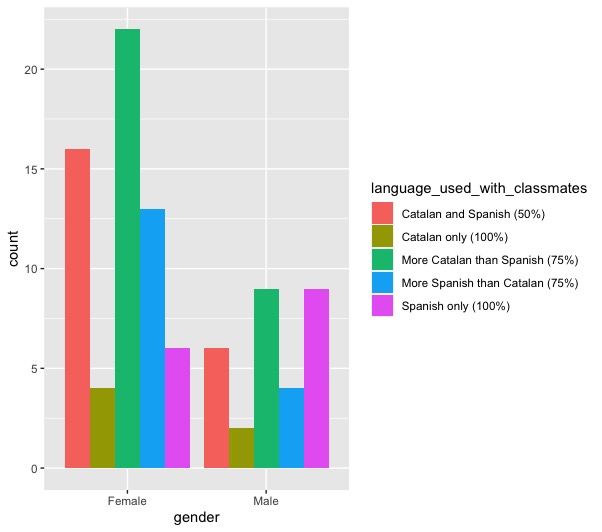 count
20
15
10
5
0
Female
Male
gender
language_used_with_classmates
Catalan and Spanish (50%)
Catalan only (100%)
More Catalan than Spanish (75%)
More Spanish than Catalan (75%)
Spanish only (100%)